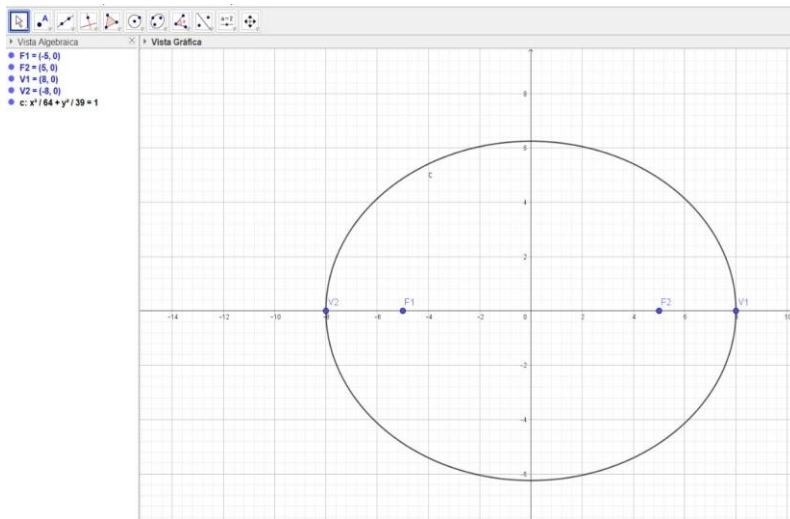 A
a=2
Vista Algebraica
Vista Gráfica
F1 = (-5, 0)
F2 = (5, 0)
V1 = (8, 0)
V2 = (-8, 0)
c: x² / 64 + y² / 39 = 1
8
6
c
4
2
V2 F1 F2 V1
-14 -12 -10 -8 -6 -4 -2 0 2 4 6 8 10
-2
-4
-6